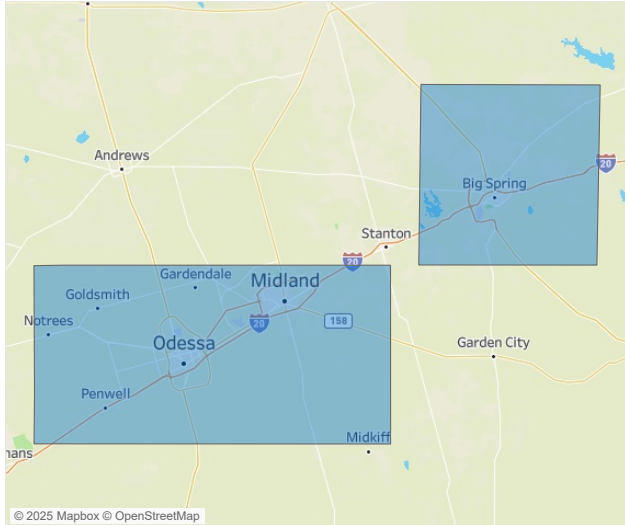 Andrews
20
Big Spring
Stanton
20
Gardendale
Midland
Goldsmith
Notrees
20
158
Odessa
Garden City
Penwell
Midkiff
hans
© 2025 Mapbox © OpenStreetMap